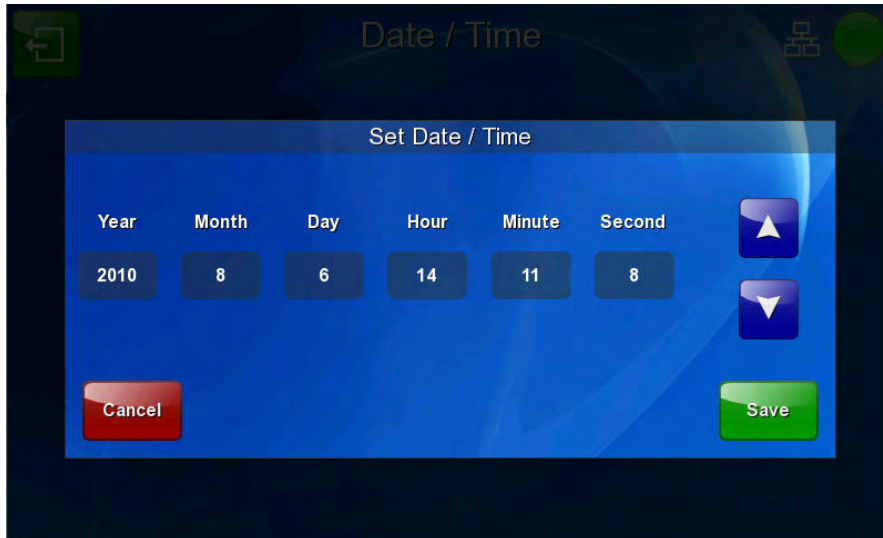 Date / Time
Set Date / Time
Year Month Day Hour Minute Second
2010 8 6 14 11 8
Cancel Save